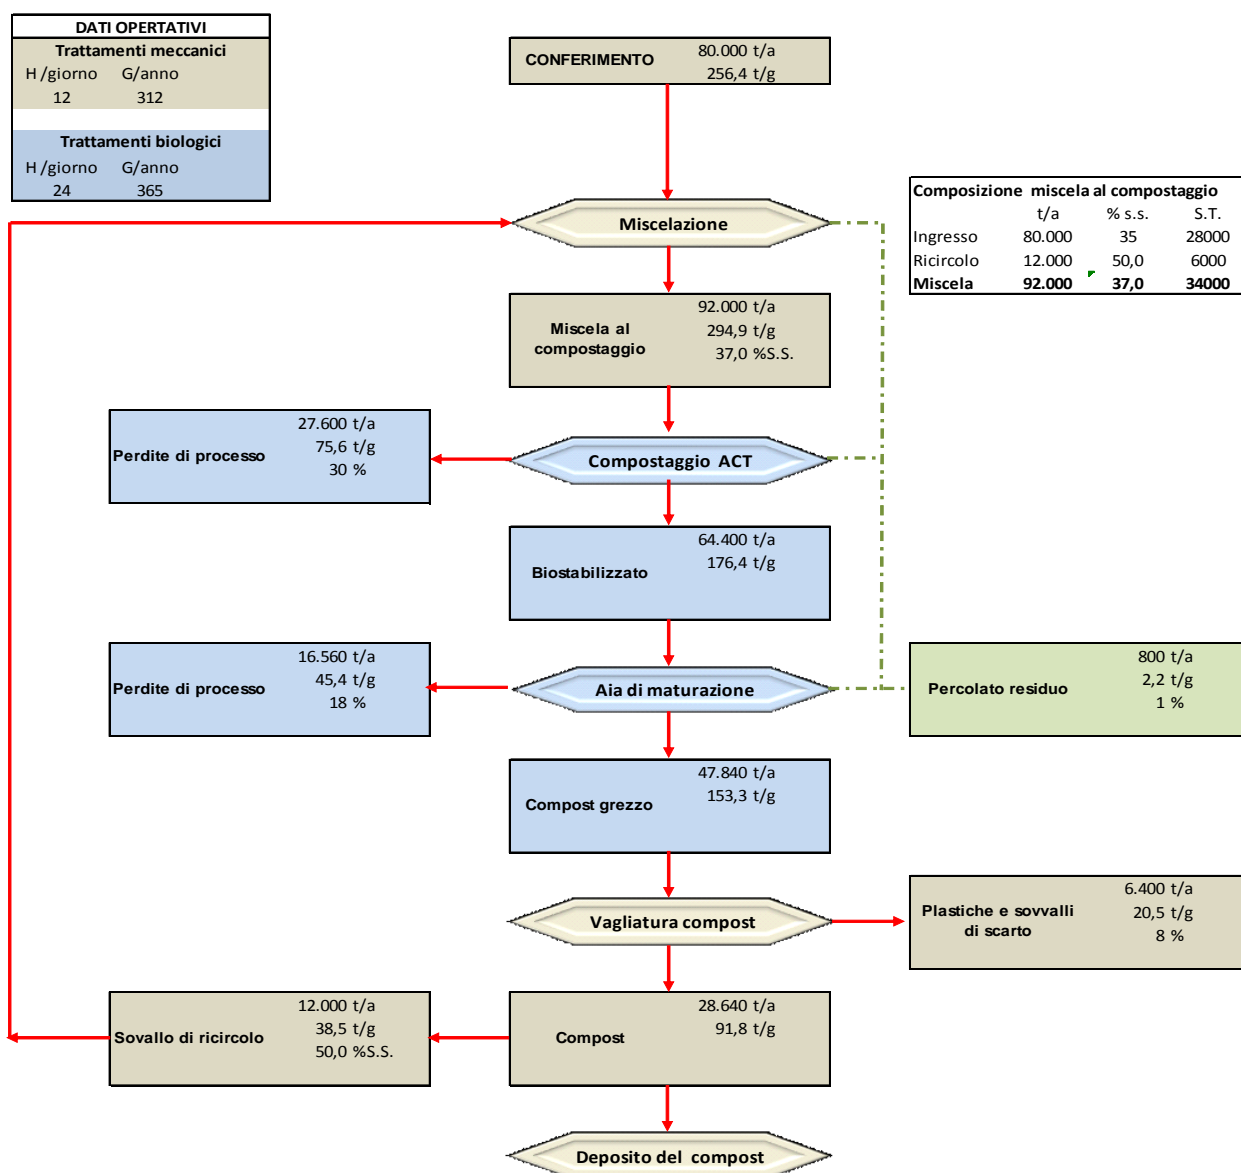 DATI OPERTATIVI
Trattamenti meccanici
H /giorno G/anno
12 312
Trattamenti biologici
H /giorno G/anno
24 365
CONFERIMENTO
80.000 t/a
256,4 t/g
Miscelazione
Composizione miscela al compostaggio
t/a % s.s. S.T.
Ingresso 80.000 35 28000
Ricircolo 12.000 50,0 6000
Miscela 92.000 37,0 34000
Miscela al
compostaggio
92.000 t/a
294,9 t/g
37,0 %S.S.
Perdite di processo
27.600 t/a
75,6 t/g
30 %
Compostaggio ACT
Biostabilizzato
64.400 t/a
176,4 t/g
Perdite di processo
16.560 t/a
45,4 t/g
18 %
Aia di maturazione
Percolato residuo
800 t/a
2,2 t/g
1 %
Compost grezzo
47.840 t/a
153,3 t/g
Vagliatura compost
Plastiche e sovvalli
di scarto
6.400 t/a
20,5 t/g
8 %
Sovallo di ricircolo
12.000 t/a
38,5 t/g
50,0 %S.S.
Compost
28.640 t/a
91,8 t/g
Deposito del compost